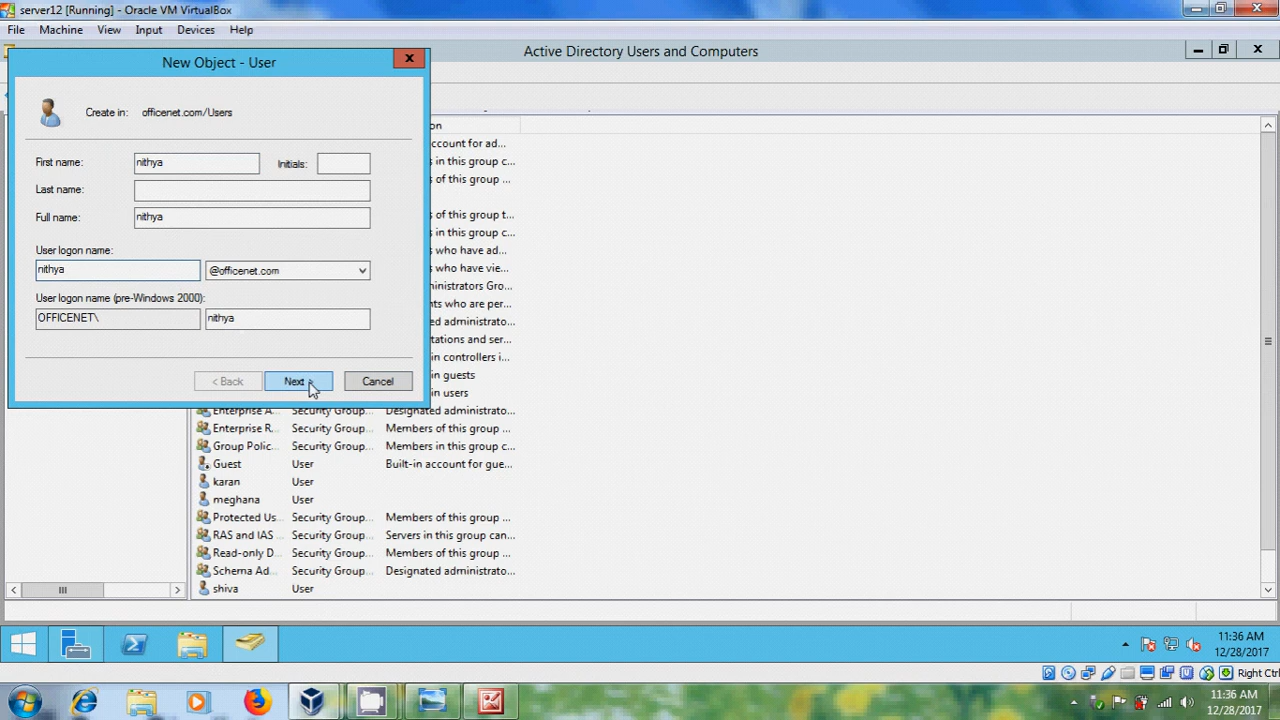 server12 [Running] - Oracle VM VirtualBox
File Machine View Input Devices Help
Active Directory Users and Computers
New Object - User
Create in: officenet.com/Users
First name: nithya Initials:
Last name:
Full name: nithya
User logon name:
nithya @officenet.com
User logon name (pre-Windows 2000):
OFFICENET\ nithya
< Back Next > Cancel
on
count for ad...
s in this group c...
s of this group ...
s of this group t...
s in this group c...
s who have ad...
s who have vie...
ministrators Gro...
nts who are per...
ted administrato...
tations and ser...
in controllers i...
in guests
in users
Enterprise A... Security Group... Designated administrato...
Enterprise R... Security Group... Members of this group ...
Group Polic... Security Group... Members in this group c...
Guest User Built-in account for gue...
karan User
meghana User
Protected Us... Security Group... Members of this group ...
RAS and IAS ... Security Group... Servers in this group can...
Read-only D... Security Group... Members of this group ...
Schema Ad... Security Group... Designated administrato...
shiva User
11:36 AM
12/28/2017
Right Ctrl
11:36 AM
12/28/2017